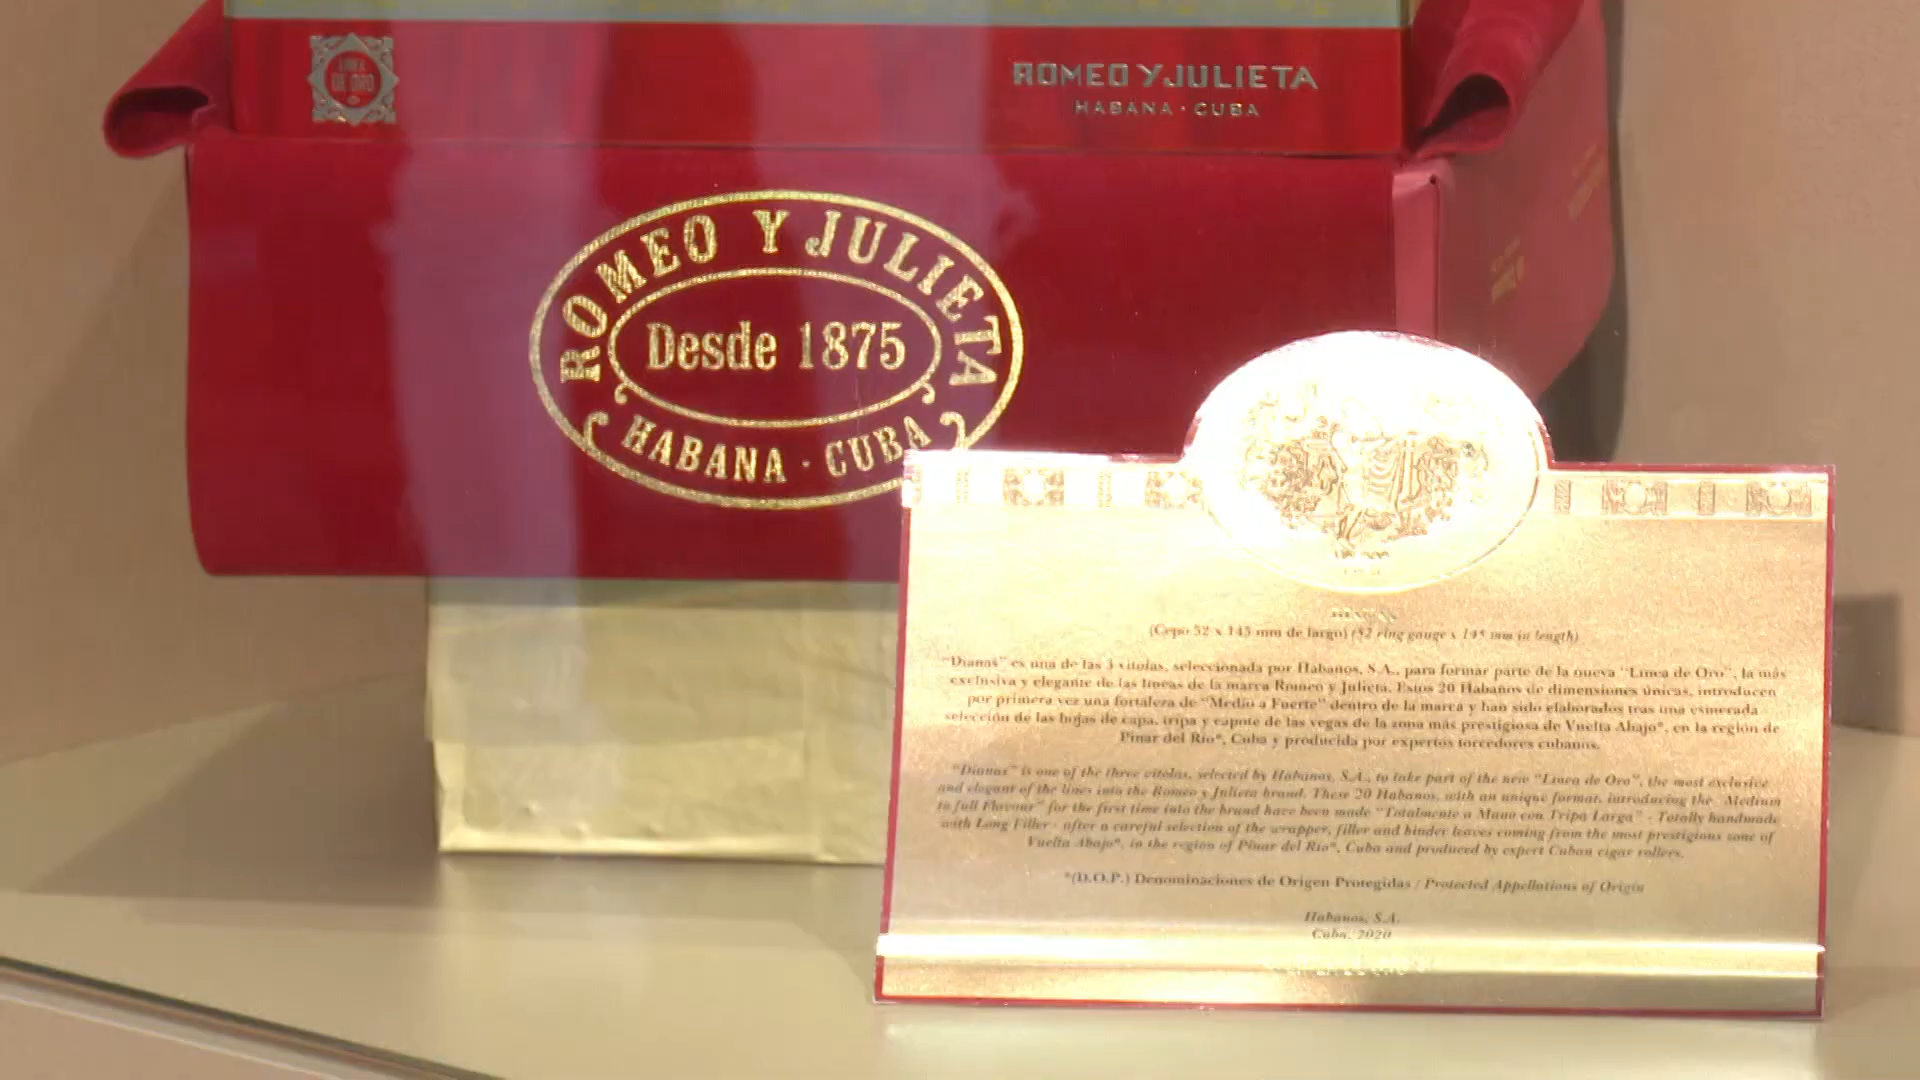 LINEA
DE ORO
ROMEO Y JULIETA
HABANA · CUBA
ROMEO Y JULIETA
Desde 1875
HABANA · CUBA
(Cepo 52 x 145 mm de largo) (52 ring gauge x 145 mm in length)
"Dianas" es una de las 3 vitolas, seleccionada por Habanos, S.A., para formar parte de la nueva "Línea de Oro", la más
exclusiva y elegante de las líneas de la marca Romeo y Julieta. Estos 20 Habanos de dimensiones únicas, introducen
por primera vez una fortaleza de "Medio a Fuerte" dentro de la marca y han sido elaborados tras una esmerada
selección de las hojas de capa, tripa y capote de las vegas de la zona más prestigiosa de Vuelta Abajo*, en la región de
Pinar del Río*, Cuba y producida por expertos torcedores cubanos.
"Dianas" is one of the three vitolas, selected by Habanos, S.A., to take part of the new "Línea de Oro", the most exclusive
and elegant of the lines into the Romeo y Julieta brand. These 20 Habanos, with an unique format, introducing the "Medium
to full Flavour" for the first time into the brand have been made "Totalmente a Mano con Tripa Larga" - Totally handmade
with Long Filler - after a careful selection of the wrapper, filler and binder leaves coming from the most prestigious zone of
Vuelta Abajo*, in the region of Pinar del Río*, Cuba and produced by expert Cuban cigar rollers.
*(D.O.P.) Denominaciones de Origen Protegidas / Protected Appellations of Origin
Habanos, S.A.
Cuba, 2020